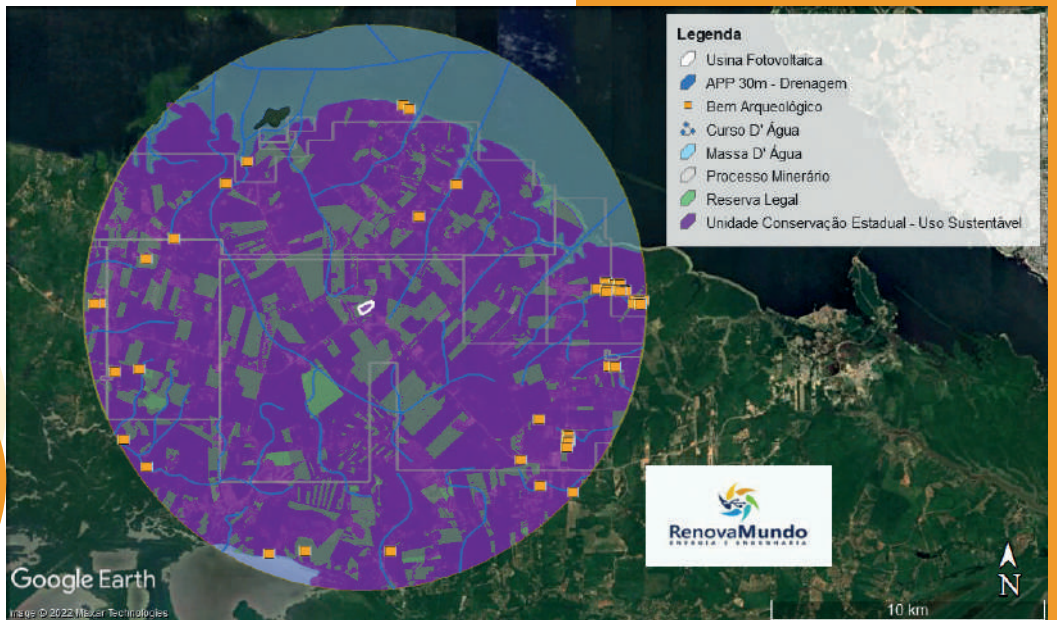 Legenda
Usina Fotovoltaica
APP 30m - Drenagem
Bem Arqueológico
Curso D' Água
Massa D' Água
Processo Minerário
Reserva Legal
Unidade Conservação Estadual - Uso Sustentável
RenovaMundo
ENERGIA E ENGENHARIA
Google Earth
N
Image © 2022 Maxar Technologies
10 km